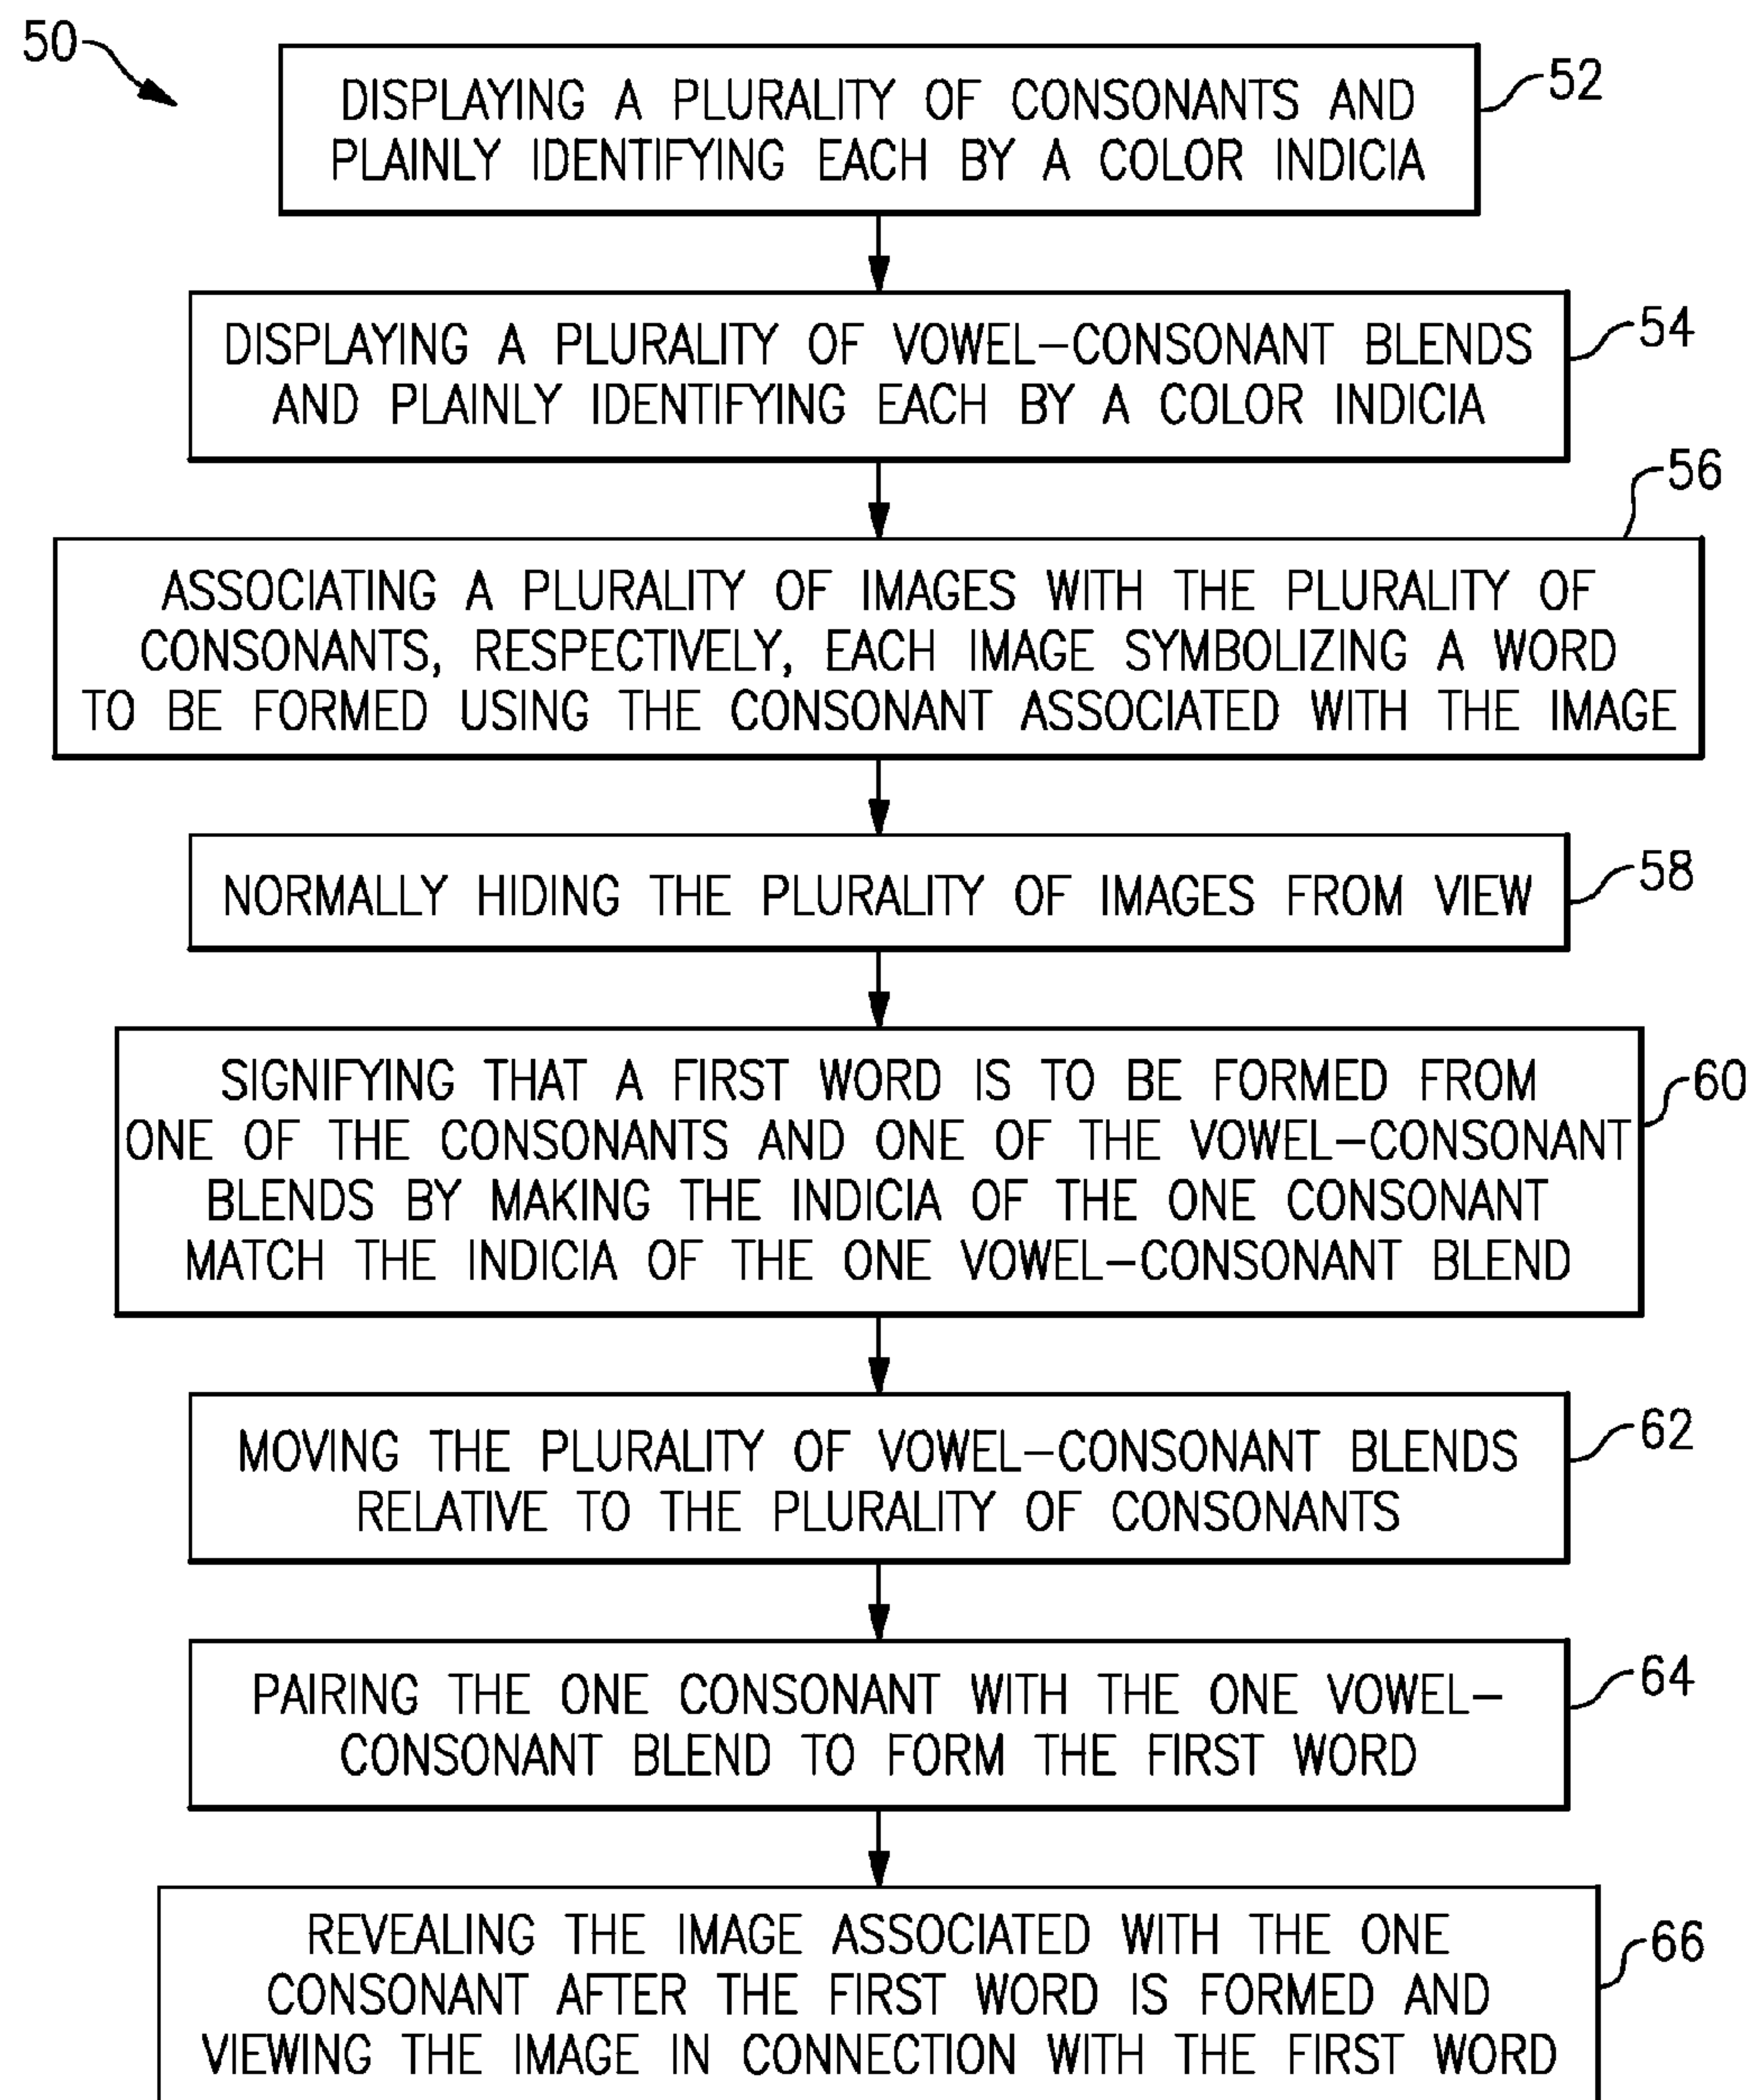 50
DISPLAYING A PLURALITY OF CONSONANTS AND
PLAINLY IDENTIFYING EACH BY A COLOR INDICIA
52
DISPLAYING A PLURALITY OF VOWEL-CONSONANT BLENDS
AND PLAINLY IDENTIFYING EACH BY A COLOR INDICIA
54
ASSOCIATING A PLURALITY OF IMAGES WITH THE PLURALITY OF
CONSONANTS, RESPECTIVELY, EACH IMAGE SYMBOLIZING A WORD
TO BE FORMED USING THE CONSONANT ASSOCIATED WITH THE IMAGE
56
NORMALLY HIDING THE PLURALITY OF IMAGES FROM VIEW
58
SIGNIFYING THAT A FIRST WORD IS TO BE FORMED FROM
ONE OF THE CONSONANTS AND ONE OF THE VOWEL-CONSONANT
BLENDS BY MAKING THE INDICIA OF THE ONE CONSONANT
MATCH THE INDICIA OF THE ONE VOWEL-CONSONANT BLEND
60
MOVING THE PLURALITY OF VOWEL-CONSONANT BLENDS
RELATIVE TO THE PLURALITY OF CONSONANTS
62
PAIRING THE ONE CONSONANT WITH THE ONE VOWEL-
CONSONANT BLEND TO FORM THE FIRST WORD
64
REVEALING THE IMAGE ASSOCIATED WITH THE ONE
CONSONANT AFTER THE FIRST WORD IS FORMED AND
VIEWING THE IMAGE IN CONNECTION WITH THE FIRST WORD
66